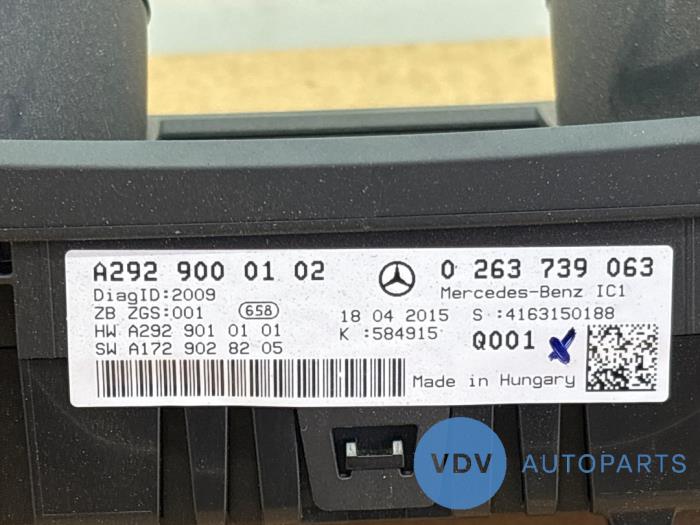 A292 900 01 02
0 263 739 063
DiagID:2009
Mercedes-Benz IC1
ZB ZGS:001
658
18 04 2015
S :4163150188
HW A292 901 01 01
K :584915
Q001
SW A172 902 82 05
Made in Hungary
VDV AUTOPARTS